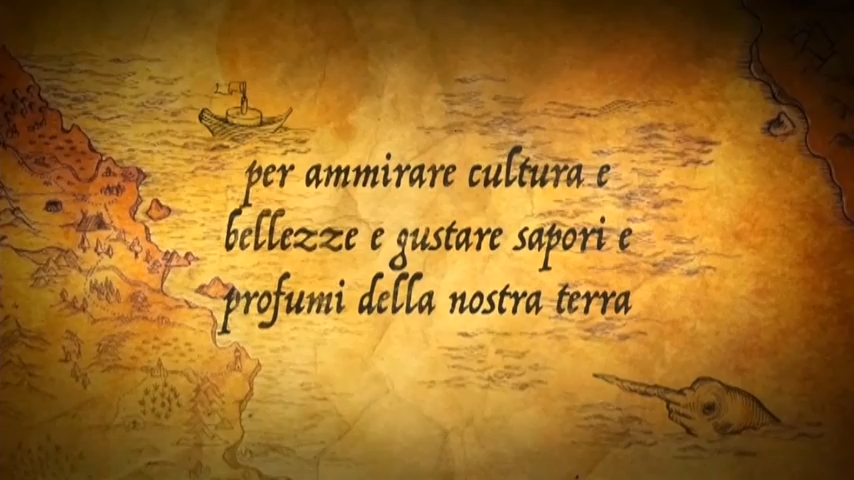 per ammirare cultura e
bellezze e gustare sapori e
profumi della nostra terra